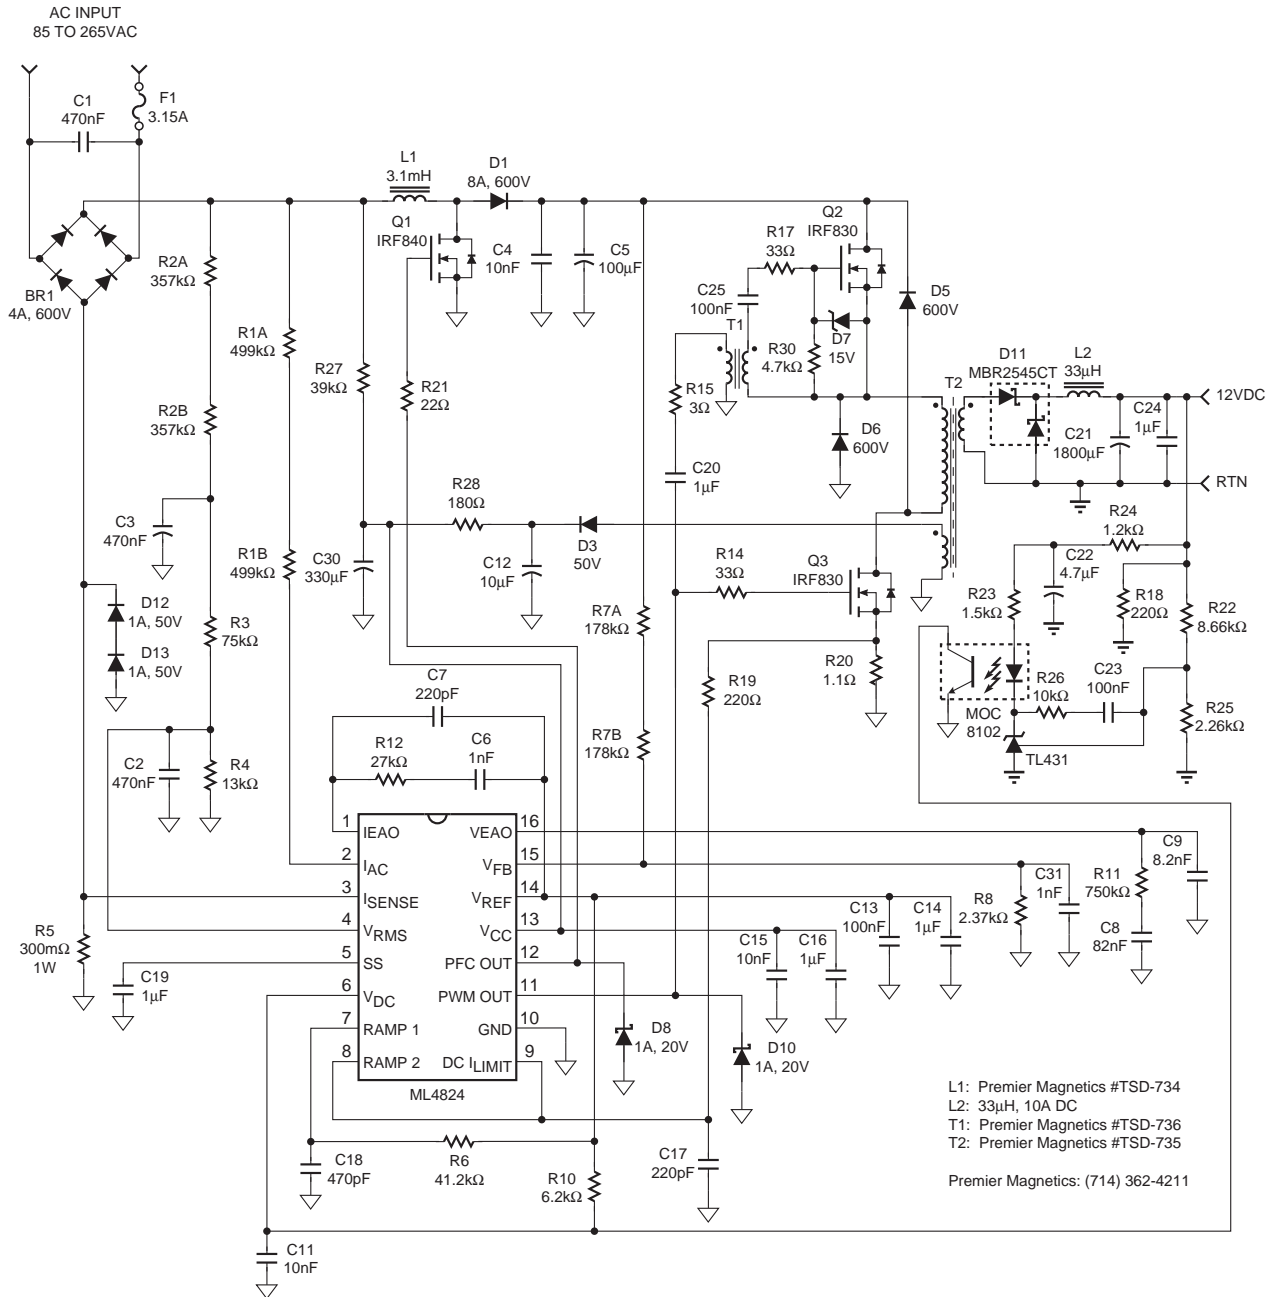 AC INPUT
85 TO 265VAC
C1
470nF
F1
3.15A
BR1
4A, 600V
R2A
357kΩ
R2B
357kΩ
R1A
499kΩ
R1B
499kΩ
R27
39kΩ
L1
3.1mH
Q1
IRF840
D1
8A, 600V
R21
22Ω
C4
10nF
C5
100μF
R17
33Ω
Q2
IRF830
C25
100nF
T1
R30
4.7kΩ
D7
15V
D5
600V
R15
3Ω
D6
600V
T2
D11
MBR2545CT
L2
33μH
C21
1800μF
C24
1μF
12VDC
RTN
C20
1μF
C3
470nF
R28
180Ω
C30
330μF
C12
10μF
D3
50V
R14
33Ω
Q3
IRF830
R24
1.2kΩ
C22
4.7μF
R23
1.5kΩ
R18
220Ω
R22
8.66kΩ
D12
1A, 50V
D13
1A, 50V
R3
75kΩ
R7A
178kΩ
R19
220Ω
R20
1.1Ω
R26
10kΩ
C23
100nF
R25
2.26kΩ
MOC
8102
TL431
C7
220pF
R12
27kΩ
C6
1nF
R7B
178kΩ
C2
470nF
R4
13kΩ
1
IEAO
VEAO
16
2
IAC
VFB
15
3
ISENSE
VREF
14
4
VRMS
VCC
13
5
SS
PFC OUT
12
6
VDC
PWM OUT
11
7
RAMP 1
GND
10
8
RAMP 2
DC ILIMIT
9
ML4824
C9
8.2nF
R11
750kΩ
C8
82nF
C31
1nF
R8
2.37kΩ
C13
100nF
C14
1μF
C15
10nF
C16
1μF
R5
300mΩ
1W
C19
1μF
D8
1A, 20V
D10
1A, 20V
C18
470pF
R6
41.2kΩ
R10
6.2kΩ
C17
220pF
C11
10nF
L1: Premier Magnetics #TSD-734
L2: 33μH, 10A DC
T1: Premier Magnetics #TSD-736
T2: Premier Magnetics #TSD-735
Premier Magnetics: (714) 362-4211